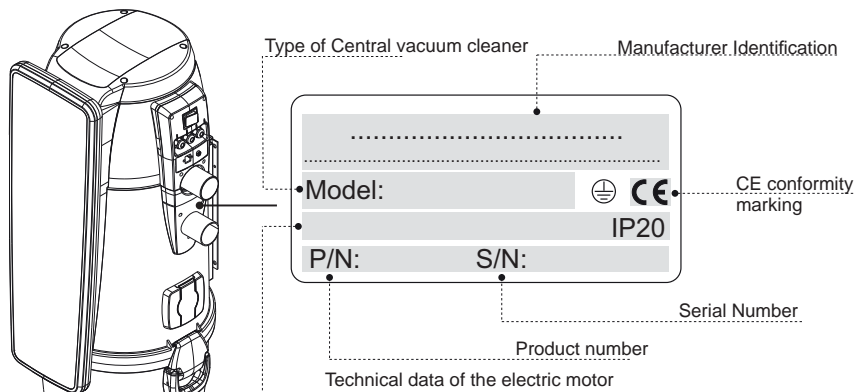 Type of Central vacuum cleaner
Manufacturer Identification
Model:
CE
CE conformity
marking
IP20
P/N: S/N:
Serial Number
Product number
Technical data of the electric motor